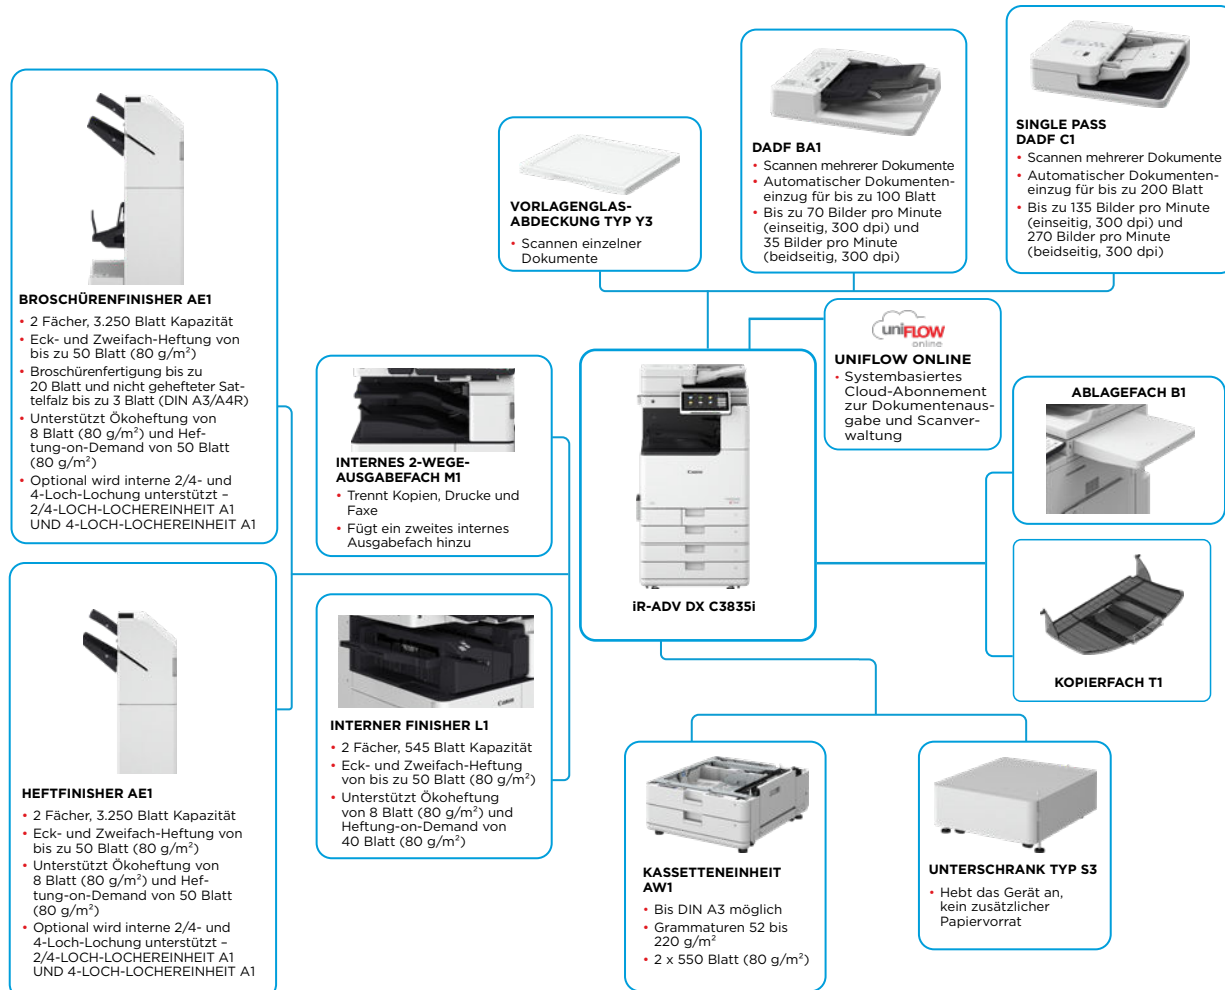 BROSCHÜRENFINISHER AE1
• 2 Fächer, 3.250 Blatt Kapazität
• Eck- und Zweifach-Heftung von
bis zu 50 Blatt (80 g/m²)
• Broschürenfertigung bis zu
20 Blatt und nicht gehefteter Sat-
telfalz bis zu 3 Blatt (DIN A3/A4R)
• Unterstützt Ökoheftung von
8 Blatt (80 g/m²) und Hef-
tung-on-Demand von 50 Blatt
(80 g/m²)
• Optional wird interne 2/4- und
4-Loch-Lochung unterstützt –
2/4-LOCH-LOCHEREINHEIT A1
UND 4-LOCH-LOCHEREINHEIT A1
HEFTFINISHER AE1
• 2 Fächer, 3.250 Blatt Kapazität
• Eck- und Zweifach-Heftung von
bis zu 50 Blatt (80 g/m²)
• Unterstützt Ökoheftung von
8 Blatt (80 g/m²) und Hef-
tung-on-Demand von 50 Blatt
(80 g/m²)
• Optional wird interne 2/4- und
4-Loch-Lochung unterstützt –
2/4-LOCH-LOCHEREINHEIT A1
UND 4-LOCH-LOCHEREINHEIT A1
INTERNES 2-WEGE-
AUSGABEFACH M1
• Trennt Kopien, Drucke und
Faxe
• Fügt ein zweites internes
Ausgabefach hinzu
Canon
INTERNER FINISHER L1
• 2 Fächer, 545 Blatt Kapazität
• Eck- und Zweifach-Heftung
von bis zu 50 Blatt (80 g/m²)
• Unterstützt Ökoheftung
von 8 Blatt (80 g/m²) und
Heftung-on-Demand von
40 Blatt (80 g/m²)
VORLAGENGLAS-
ABDECKUNG TYP Y3
• Scannen einzelner
Dokumente
DADF BA1
• Scannen mehrerer Dokumente
• Automatischer Dokumenten-
einzug für bis zu 100 Blatt
• Bis zu 70 Bilder pro Minute
(einseitig, 300 dpi) und
35 Bilder pro Minute
(beidseitig, 300 dpi)
SINGLE PASS
DADF C1
• Scannen mehrerer Dokumente
• Automatischer Dokumenten-
einzug für bis zu 200 Blatt
• Bis zu 135 Bilder pro Minute
(einseitig, 300 dpi) und
270 Bilder pro Minute
(beidseitig, 300 dpi)
uniFLOW
online
UNIFLOW ONLINE
• Systembasiertes
Cloud-Abonnement
zur Dokumentenaus-
gabe und Scanver-
waltung
Canon
iR-ADV DX C3835i
ABLAGEFACH B1
KOPIERFACH T1
KASSETTENEINHEIT
AW1
• Bis DIN A3 möglich
• Grammaturen 52 bis
220 g/m²
• 2 x 550 Blatt (80 g/m²)
UNTERSCHRANK TYP S3
• Hebt das Gerät an,
kein zusätzlicher
Papiervorrat